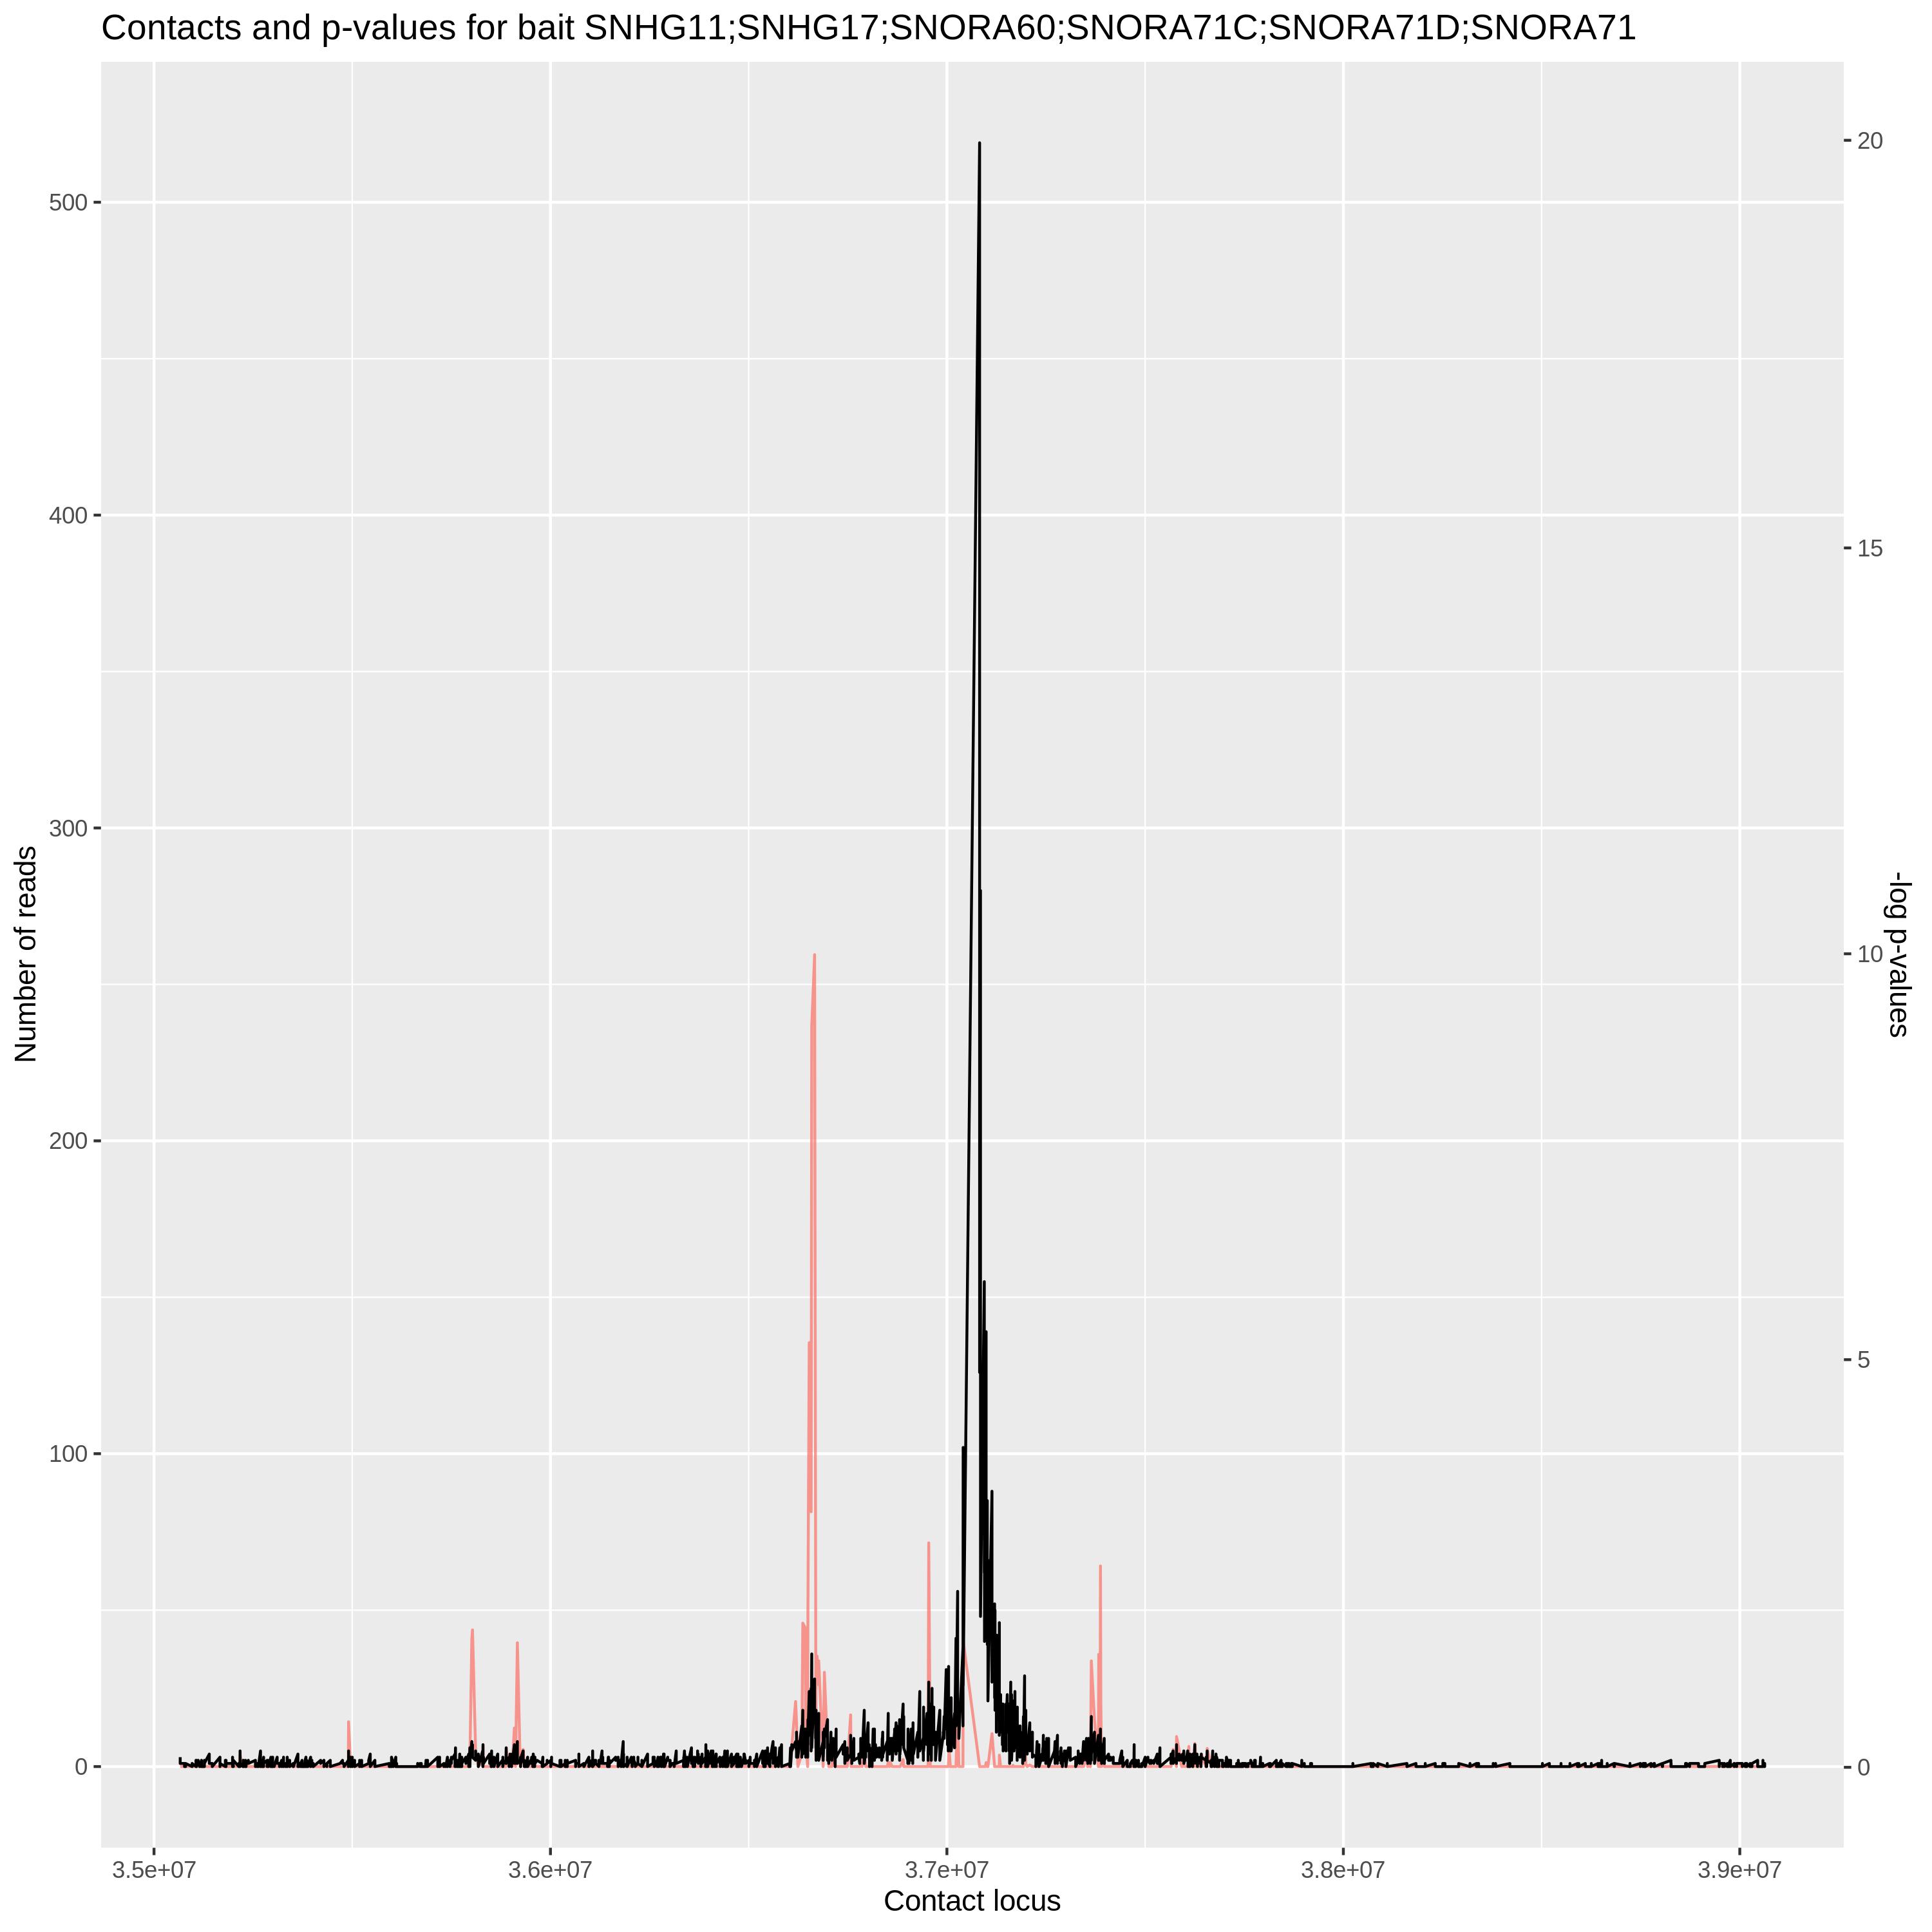 Contacts and p-values for bait SNHG11;SNHG17;SNORA60;SNORA71C;SNORA71D;SNORA71
Number of reads
500
400
300
200
100
0
20
15
10
5
0
-log p-values
3.5e+07 3.6e+07 3.7e+07 3.8e+07 3.9e+07
Contact locus